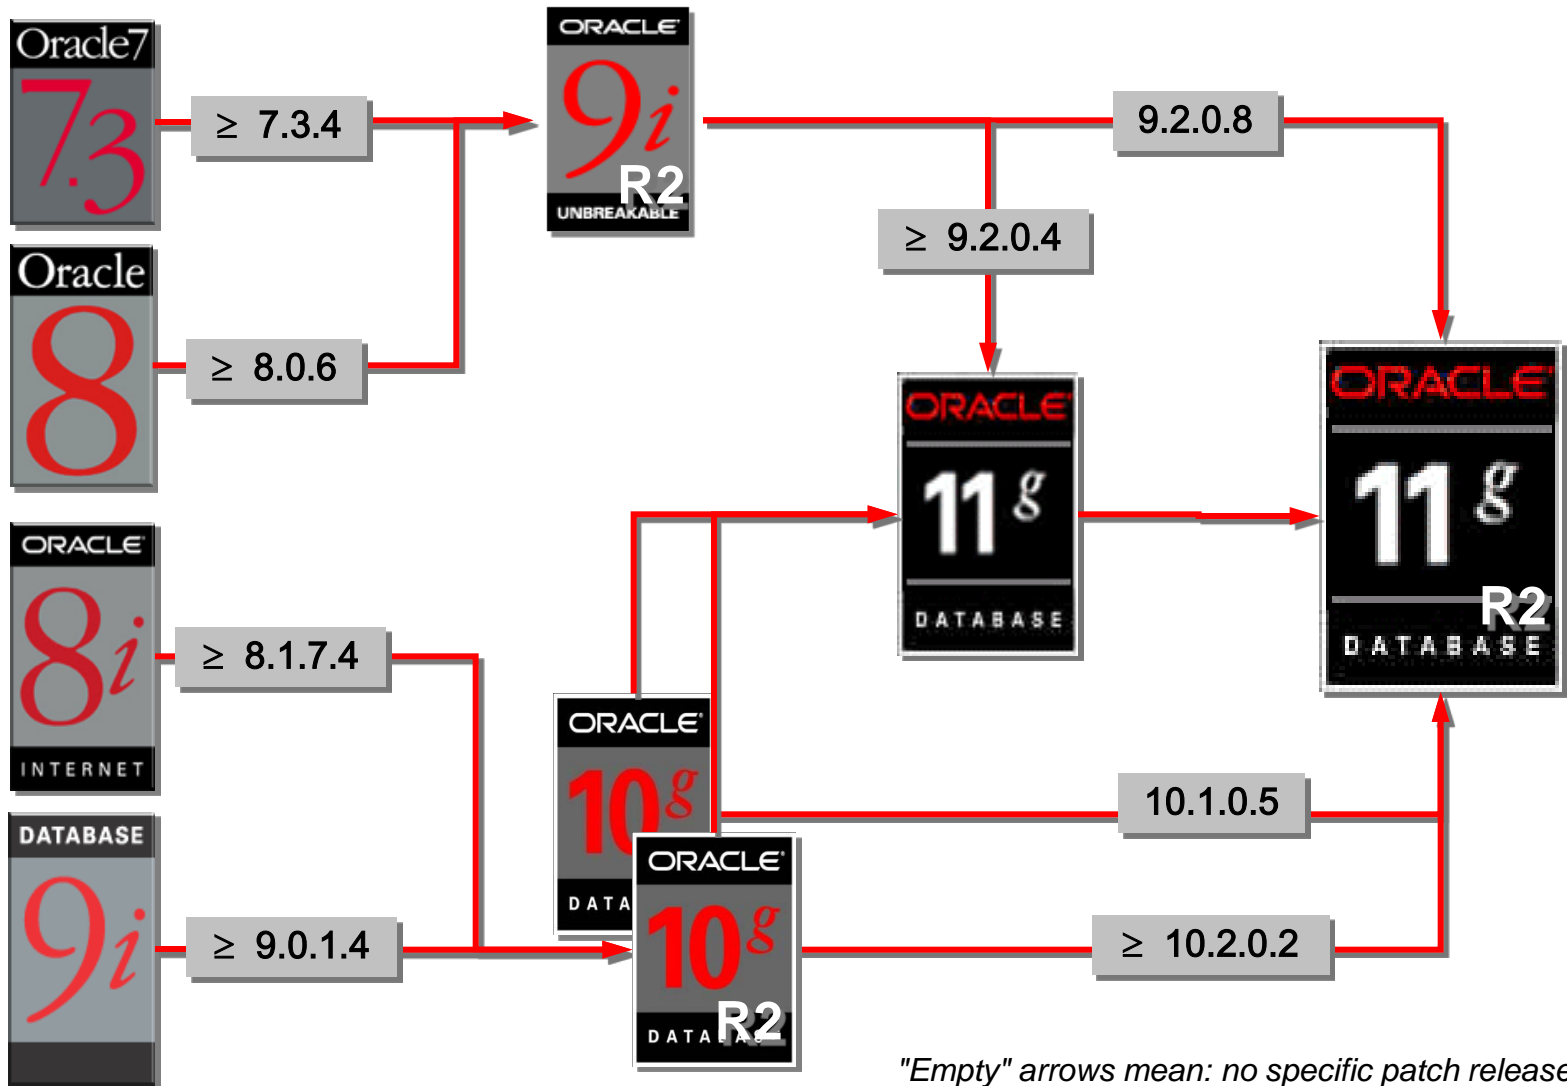 Oracle7
7.3
≥ 7.3.4
ORACLE
9i
R2
UNBREAKABLE
9.2.0.8
≥ 9.2.0.4
Oracle
8
≥ 8.0.6
ORACLE
11g
DATABASE
ORACLE
11g
R2
DATABASE
ORACLE
8i
INTERNET
≥ 8.1.7.4
ORACLE
10g
DATA
10.1.0.5
DATABASE
9i
≥ 9.0.1.4
ORACLE
10g
R2
DATABAS
≥ 10.2.0.2
"Empty" arrows mean: no specific patch release